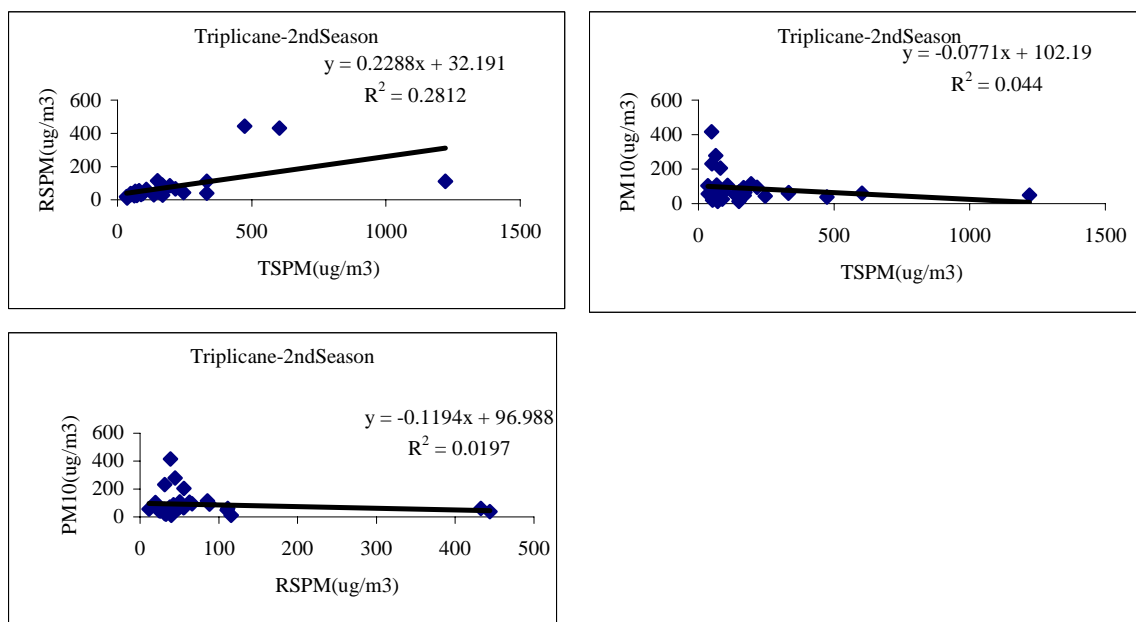 Triplicane-2ndSeason
y = 0.2288x + 32.191
R² = 0.2812
600
400
200
0
RSPM(ug/m3)
0 500 1000 1500
TSPM(ug/m3)
Triplicane-2ndSeason
y = -0.0771x + 102.19
R² = 0.044
600
400
200
0
PM10(ug/m3)
0 500 1000 1500
TSPM(ug/m3)
Triplicane-2ndSeason
y = -0.1194x + 96.988
R² = 0.0197
600
400
200
0
PM10(ug/m3)
0 100 200 300 400 500
RSPM(ug/m3)